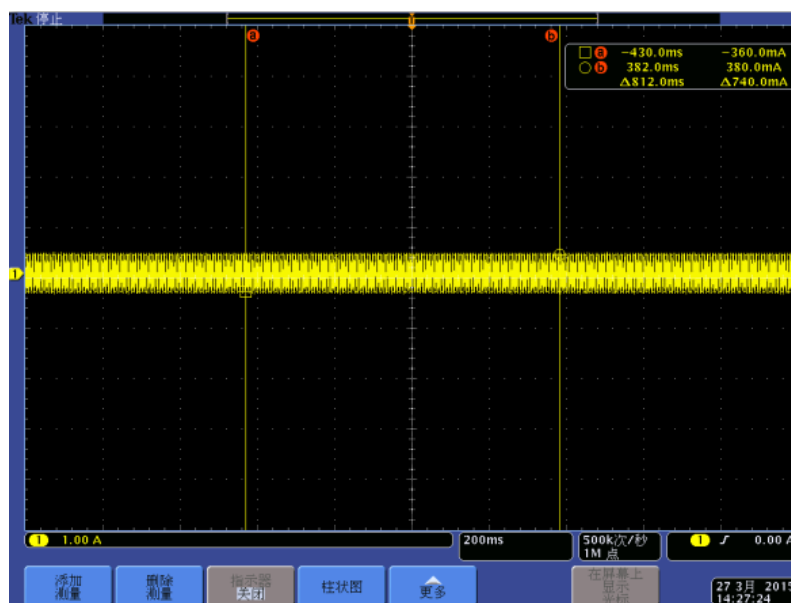 Tek 停止
a
b
a -430.0ms -360.0mA
b 382.0ms 380.0mA
Δ812.0ms Δ740.0mA
1
1 1.00 A
200ms
500k次/秒
1M 点
1 0.00 A
添加
测量
删除
测量
指示器
关闭
柱状图
更多
在屏幕上
显示
光标
27 3月 2015
14:27:24